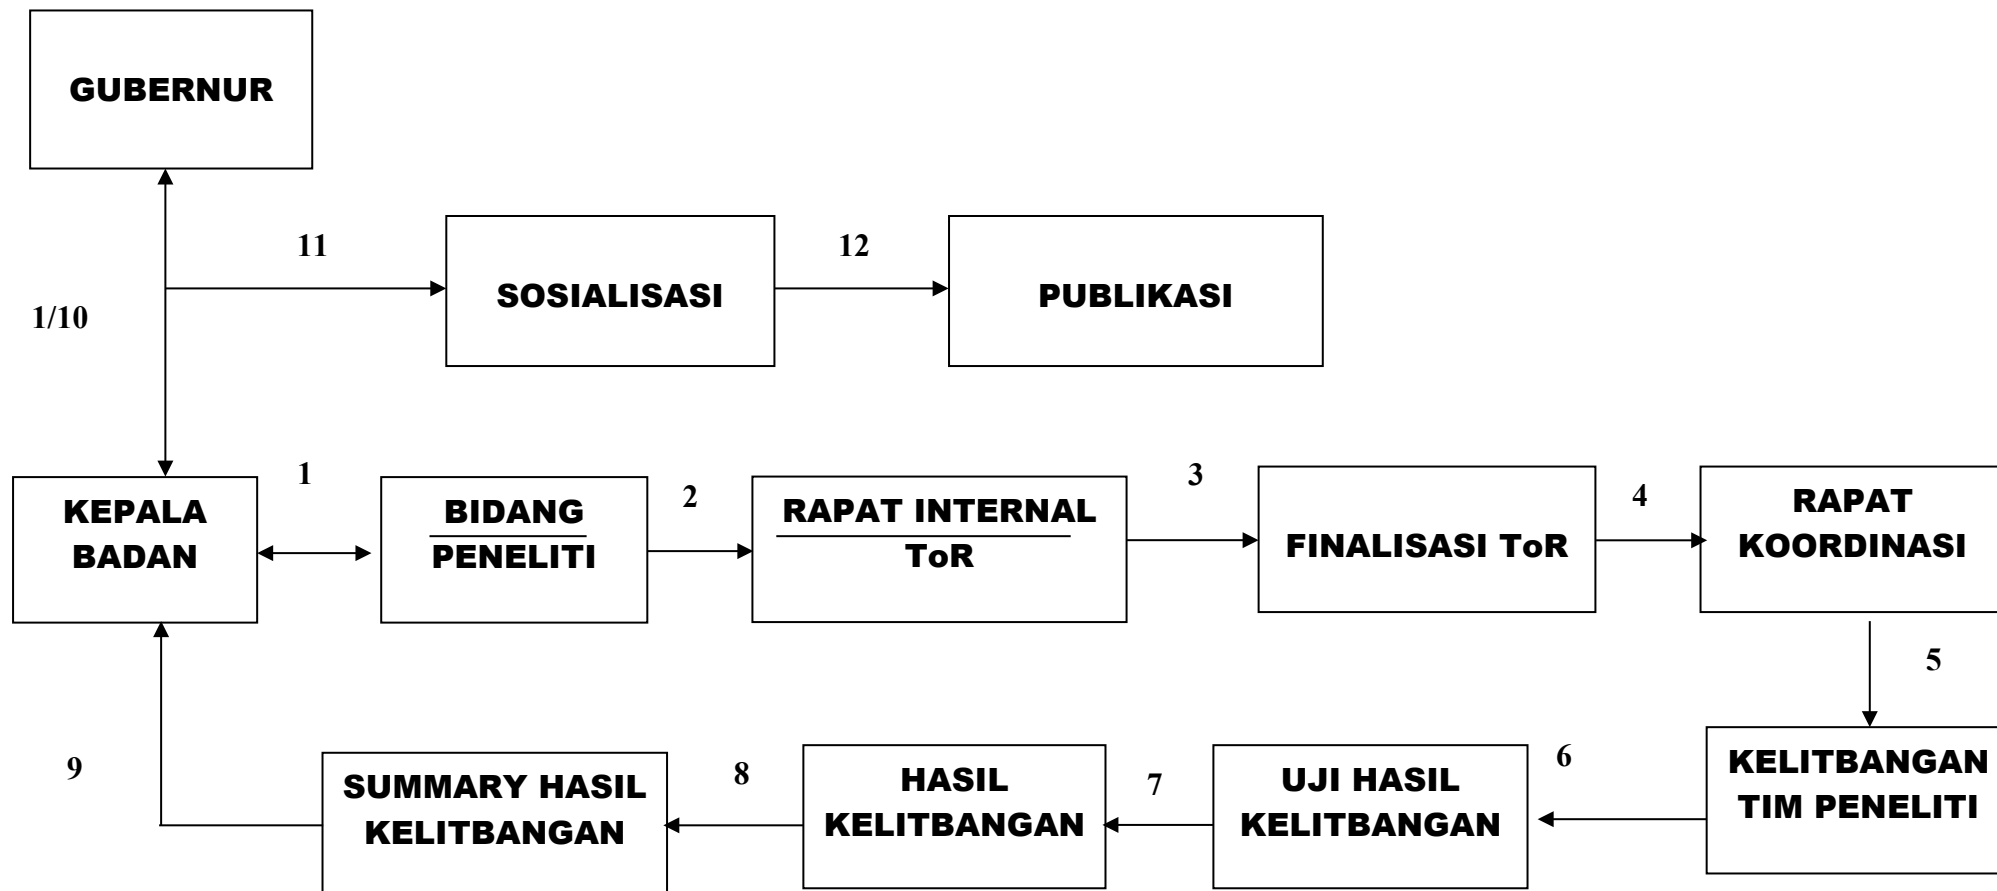 GUBERNUR
11
12
SOSIALISASI
PUBLIKASI
1/10
1
2
3
4
KEPALA
BADAN
BIDANG
PENELITI
RAPAT INTERNAL
ToR
FINALISASI ToR
RAPAT
KOORDINASI
5
9
8
7
6
SUMMARY HASIL
KELITBANGAN
HASIL
KELITBANGAN
UJI HASIL
KELITBANGAN
KELITBANGAN
TIM PENELITI